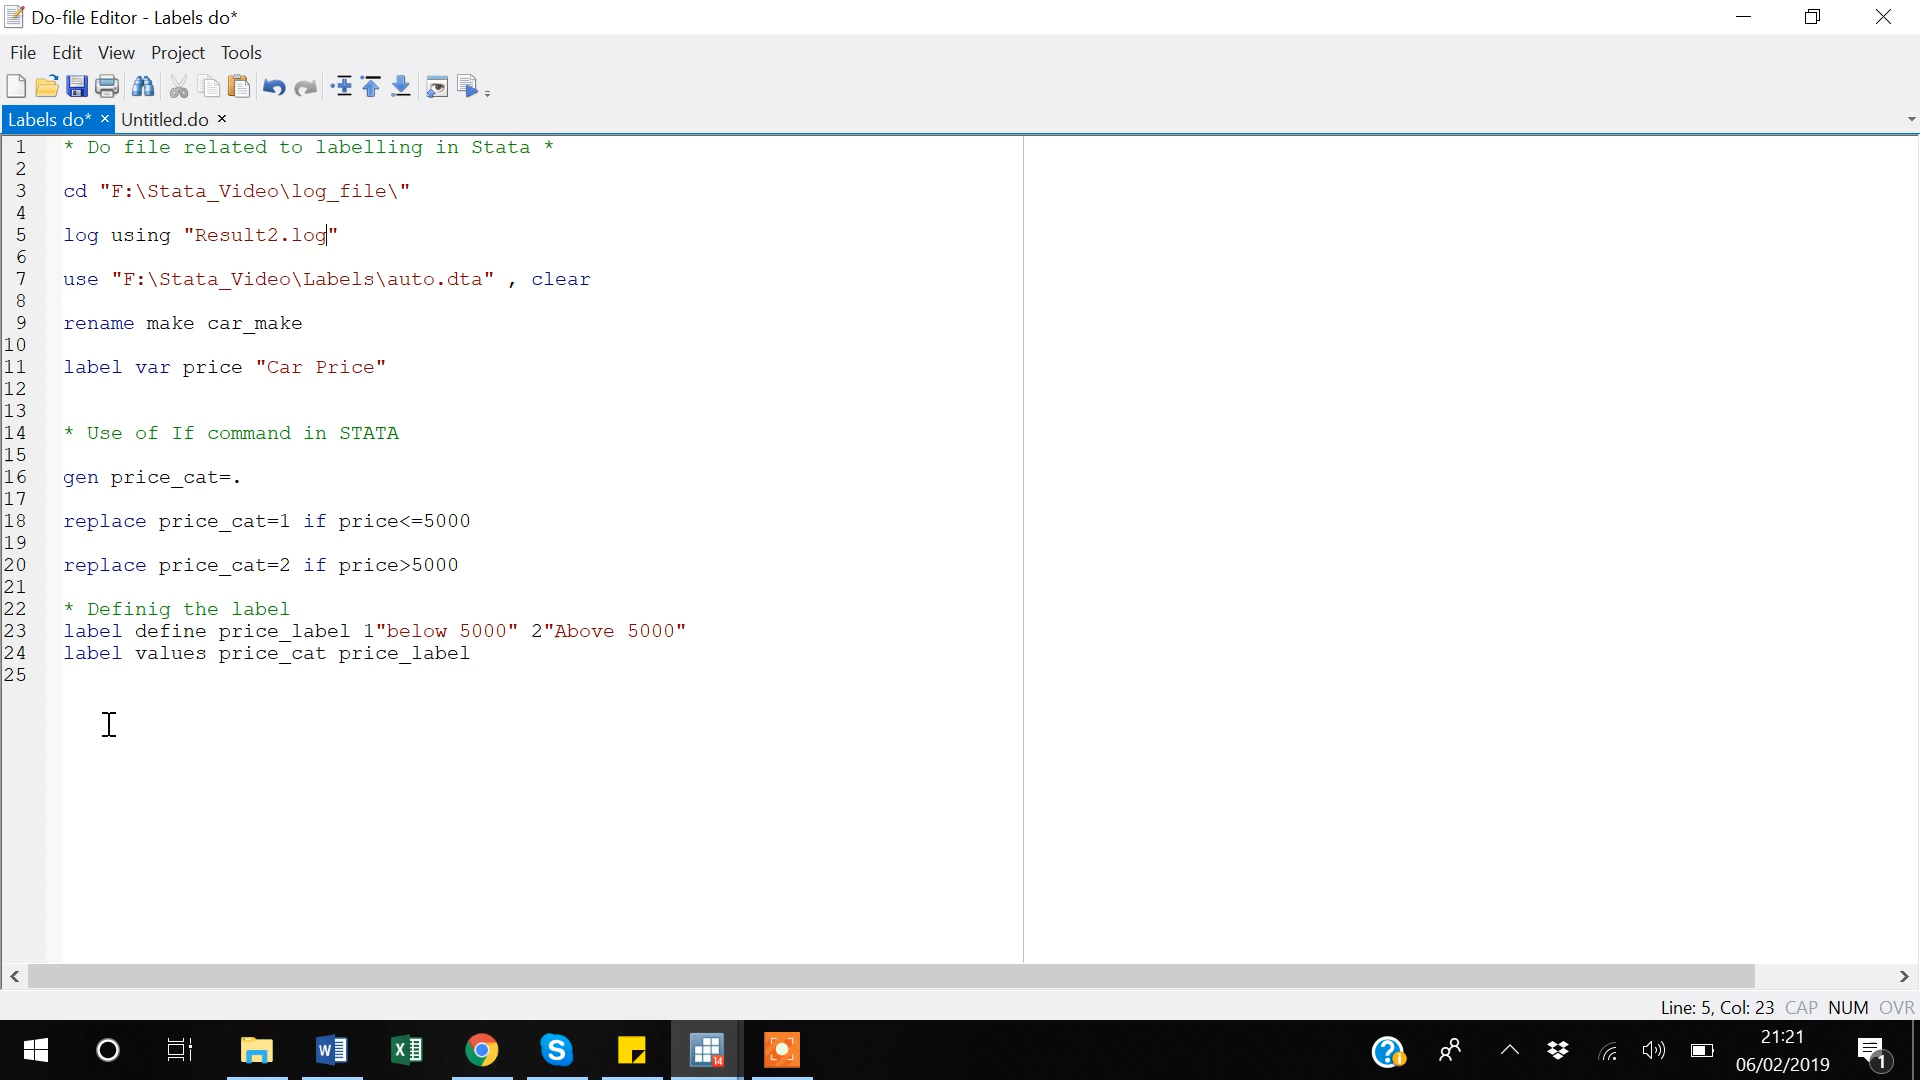 Do-file Editor - Labels do*
File Edit View Project Tools
Labels do* × Untitled.do ×
1 * Do file related to labelling in Stata *
2
3 cd "F:\Stata_Video\log_file\"
4
5 log using "Result2.log"
6
7 use "F:\Stata_Video\Labels\auto.dta" , clear
8
9 rename make car_make
10
11 label var price "Car Price"
12
13
14 * Use of If command in STATA
15
16 gen price_cat=.
17
18 replace price_cat=1 if price<=5000
19
20 replace price_cat=2 if price>5000
21
22 * Definig the label
23 label define price_label 1"below 5000" 2"Above 5000"
24 label values price_cat price_label
25
Line: 5, Col: 23 CAP NUM OVR
14
21:21
06/02/2019
1